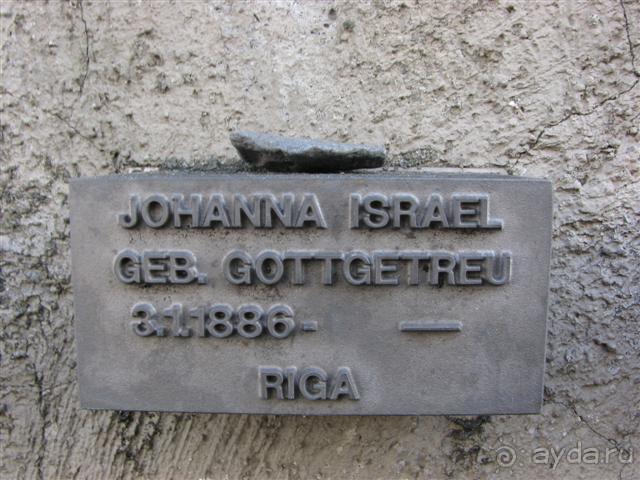 JOHANNA ISRAEL
GEB. GOTTGETREU
3.1.1886- —
RIGA
ayda.ru